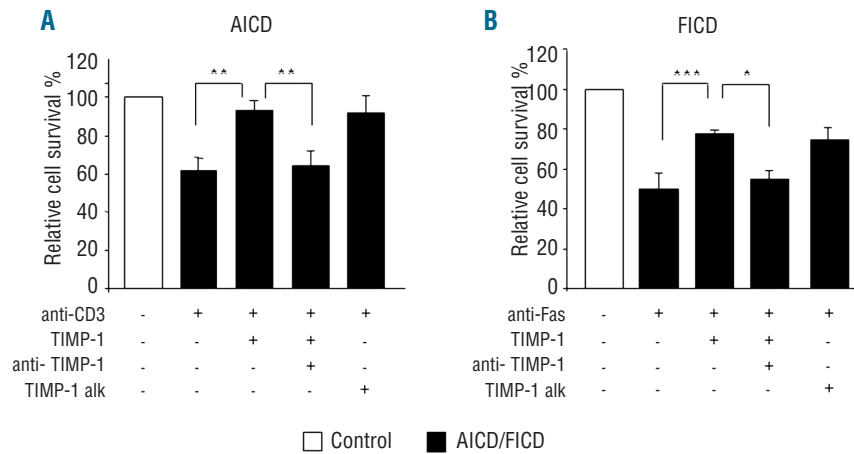 A
AICD
Relative cell survival %
120
100
80
60
40
20
0
** **
anti-CD3 - + + + +
TIMP-1 - - + + -
anti- TIMP-1 - - - + -
TIMP-1 alk - - - - +
B
FICD
Relative cell survival %
120
100
80
60
40
20
0
*** *
anti-Fas - + + + +
TIMP-1 - - + + -
anti- TIMP-1 - - - + -
TIMP-1 alk - - - - +
Control AICD/FICD